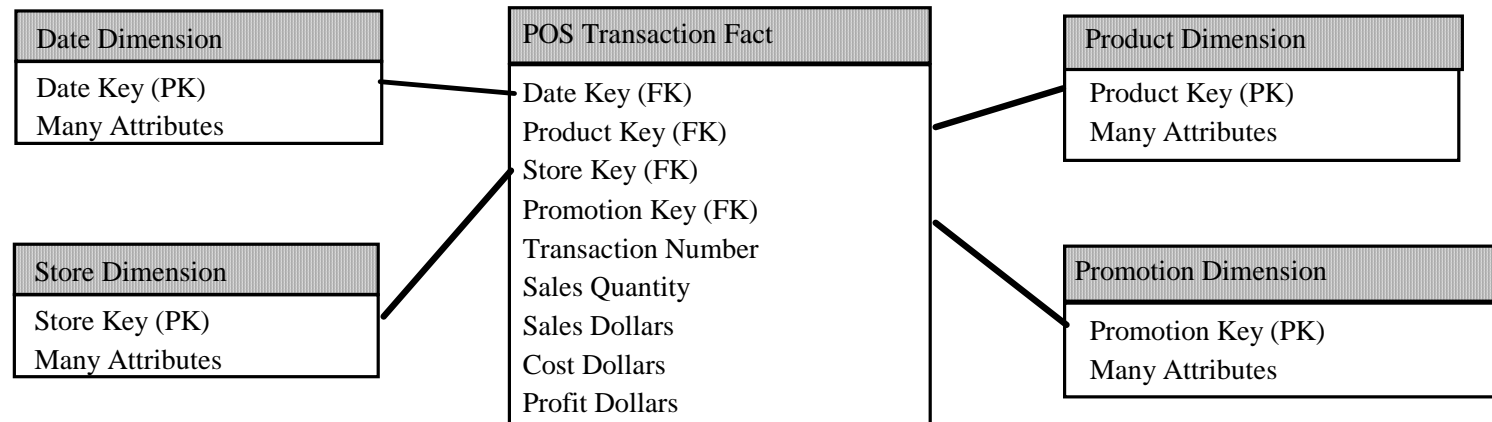 Date Dimension
Date Key (PK)
Many Attributes
Store Dimension
Store Key (PK)
Many Attributes
POS Transaction Fact
Date Key (FK)
Product Key (FK)
Store Key (FK)
Promotion Key (FK)
Transaction Number
Sales Quantity
Sales Dollars
Cost Dollars
Profit Dollars
Product Dimension
Product Key (PK)
Many Attributes
Promotion Dimension
Promotion Key (PK)
Many Attributes